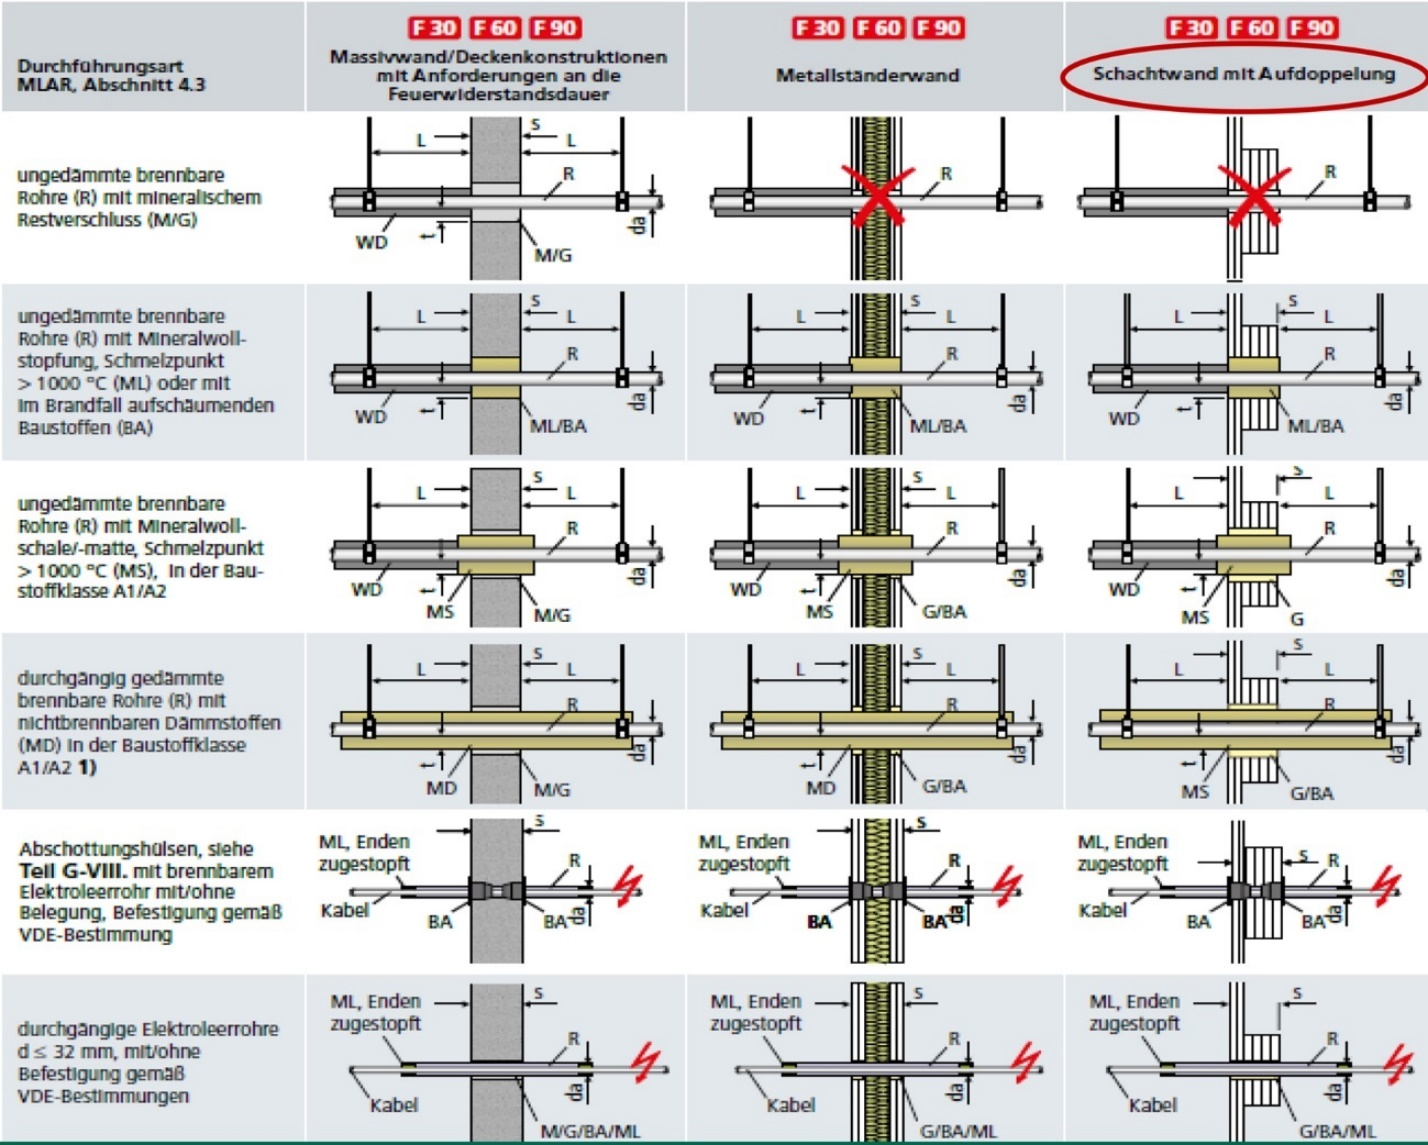 Durchführungsart
MLAR, Abschnitt 4.3
F 30 F 60 F 90
Massivwand/Deckenkonstruktionen
mit Anforderungen an die
Feuerwiderstandsdauer
F 30 F 60 F 90
Metallständerwand
F 30 F 60 F 90
Schachtwand mit Aufdoppelung
ungedämmte brennbare
Rohre (R) mit mineralischem
Restverschluss (M/G)
L
S
L
R
WD
t
da
M/G
R
R
ungedämmte brennbare
Rohre (R) mit Mineralwoll-
stopfung, Schmelzpunkt
> 1000 °C (ML) oder mit
im Brandfall aufschäumenden
Baustoffen (BA)
L
S
L
R
WD
t
da
ML/BA
L
S
L
R
WD
t
da
ML/BA
L
S
L
R
WD
t
da
ML/BA
ungedämmte brennbare
Rohre (R) mit Mineralwoll-
schale/-matte, Schmelzpunkt
> 1000 °C (MS), in der Bau-
stoffklasse A1/A2
L
S
L
R
WD
t
da
MS
M/G
L
S
L
R
WD
t
da
MS
G/BA
L
S
L
R
WD
t
da
MS
G
durchgängig gedämmte
brennbare Rohre (R) mit
nichtbrennbaren Dämmstoffen
(MD) in der Baustoffklasse
A1/A2 1)
L
S
L
R
t
da
MD
M/G
L
S
L
R
t
da
MD
G/BA
L
S
L
R
t
da
MS
G/BA
Abschottungshülsen, siehe
Teil G-VIII. mit brennbarem
Elektroleerrohr mit/ohne
Belegung, Befestigung gemäß
VDE-Bestimmung
ML, Enden
zugestopft
S
R
Kabel
BA
BA
da
ML, Enden
zugestopft
S
R
Kabel
BA
BA
da
ML, Enden
zugestopft
S
R
Kabel
BA
BA
da
durchgängige Elektroleerrohre
d ≤ 32 mm, mit/ohne
Befestigung gemäß
VDE-Bestimmungen
ML, Enden
zugestopft
S
R
Kabel
da
M/G/BA/ML
ML, Enden
zugestopft
S
R
Kabel
da
G/BA/ML
ML, Enden
zugestopft
S
R
Kabel
da
G/BA/ML